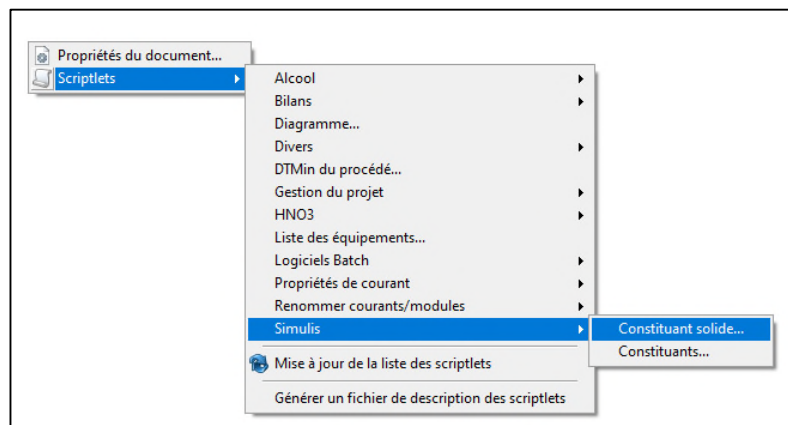 Propriétés du document...
Scriptlets
Alcool
Bilans
Diagramme...
Divers
DTMin du procédé...
Gestion du projet
HNO3
Liste des équipements...
Logiciels Batch
Propriétés de courant
Renommer courants/modules
Simulis
Constituant solide...
Constituants...
Mise à jour de la liste des scriptlets
Générer un fichier de description des scriptlets